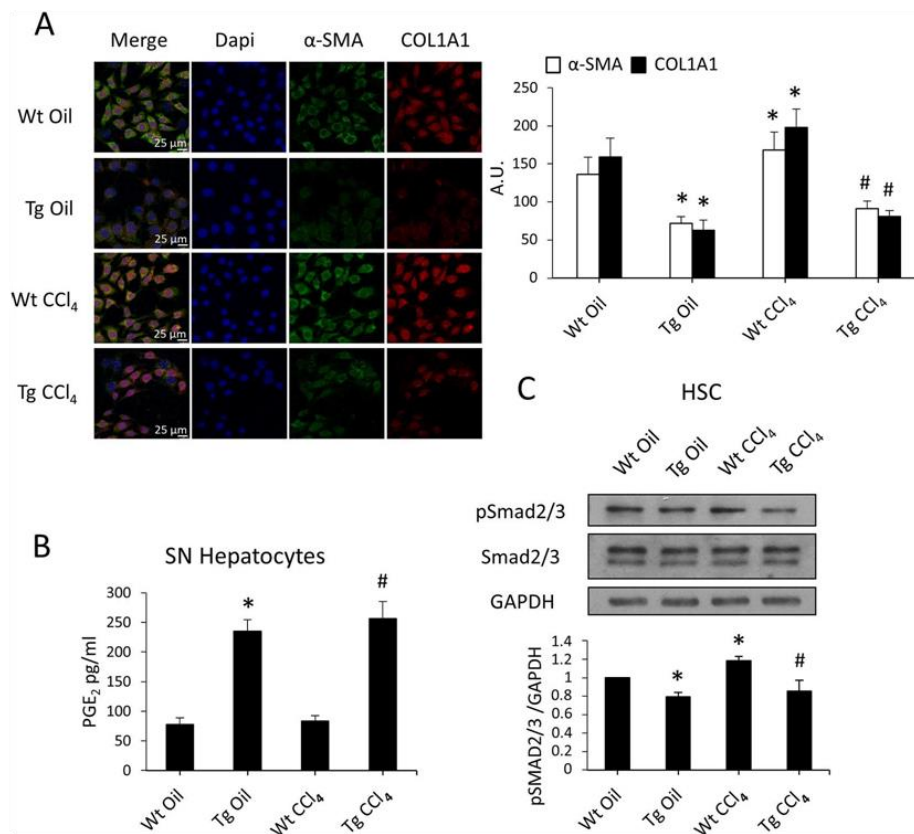 A
Merge Dapi α-SMA COL1A1
Wt Oil
25 μm
Tg Oil
25 μm
Wt CCl₄
25 μm
Tg CCl₄
25 μm
α-SMA COL1A1
250
200
150
100
50
0
A.U.
* * * * # #
Wt Oil Tg Oil Wt CCl₄ Tg CCl₄
B
SN Hepatocytes
300
250
200
150
100
50
0
PGE₂ pg/ml
* #
Wt Oil Tg Oil Wt CCl₄ Tg CCl₄
C
HSC
Wt Oil Tg Oil Wt CCl₄ Tg CCl₄
pSmad2/3
Smad2/3
GAPDH
1.4
1.2
1
0.8
0.6
0.4
0.2
0
pSMAD2/3 /GAPDH
* * #
Wt Oil Tg Oil Wt CCl₄ Tg CCl₄